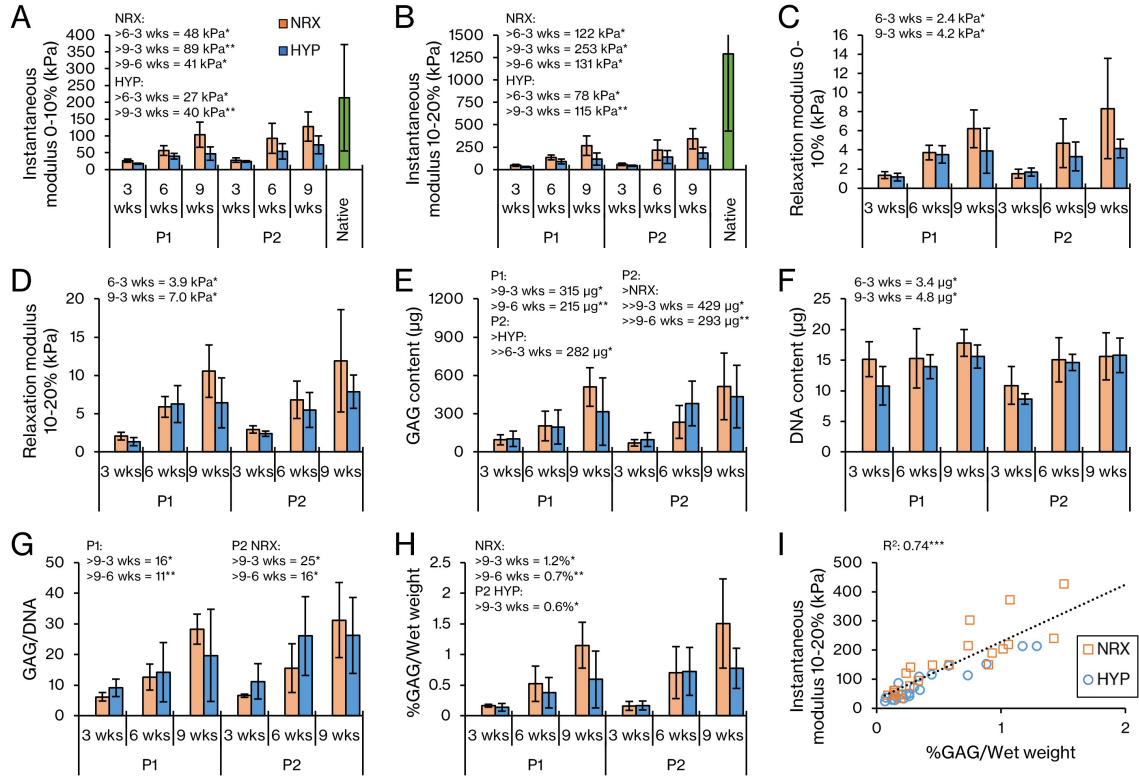 A
NRX:
>6-3 wks = 48 kPa*
>9-3 wks = 89 kPa**
>9-6 wks = 41 kPa*
HYP:
>6-3 wks = 27 kPa*
>9-3 wks = 40 kPa**
NRX
HYP
Instantaneous
modulus 0-10% (kPa)
400
350
300
250
200
150
100
50
0
3 6 9 3 6 9
wks wks wks wks wks wks
P1 P2
Native
B
NRX:
>6-3 wks = 122 kPa*
>9-3 wks = 253 kPa*
>9-6 wks = 131 kPa*
HYP:
>6-3 wks = 78 kPa*
>9-3 wks = 115 kPa**
Instantaneous
modulus 10-20% (kPa)
1500
1250
1000
750
500
250
0
3 6 9 3 6 9
wks wks wks wks wks wks
P1 P2
Native
C
6-3 wks = 2.4 kPa*
9-3 wks = 4.2 kPa*
Relaxation modulus 0-
10% (kPa)
16
14
12
10
8
6
4
2
0
3 wks 6 wks 9 wks 3 wks 6 wks 9 wks
P1 P2
D
6-3 wks = 3.9 kPa*
9-3 wks = 7.0 kPa*
Relaxation modulus
10-20% (kPa)
20
15
10
5
0
3 wks 6 wks 9 wks 3 wks 6 wks 9 wks
P1 P2
E
P1:
>9-3 wks = 315 µg*
>9-6 wks = 215 µg**
P2:
>HYP:
>>6-3 wks = 282 µg*
P2:
>NRX:
>>9-3 wks = 429 µg*
>>9-6 wks = 293 µg**
GAG content (µg)
1200
900
600
300
0
3 wks 6 wks 9 wks 3 wks 6 wks 9 wks
P1 P2
F
6-3 wks = 3.4 µg*
9-3 wks = 4.8 µg*
DNA content (µg)
25
20
15
10
5
0
3 wks 6 wks 9 wks 3 wks 6 wks 9 wks
P1 P2
G
P1:
>9-3 wks = 16*
>9-6 wks = 11**
P2 NRX:
>9-3 wks = 25*
>9-6 wks = 16*
GAG/DNA
50
40
30
20
10
0
3 wks 6 wks 9 wks 3 wks 6 wks 9 wks
P1 P2
H
NRX:
>9-3 wks = 1.2%*
>9-6 wks = 0.7%**
P2 HYP:
>9-3 wks = 0.6%*
%GAG/Wet weight
2.5
2
1.5
1
0.5
0
3 wks 6 wks 9 wks 3 wks 6 wks 9 wks
P1 P2
I
R²: 0.74***
Instantaneous
modulus 10-20% (kPa)
500
400
300
200
100
0
0 1 2
%GAG/Wet weight
NRX
HYP